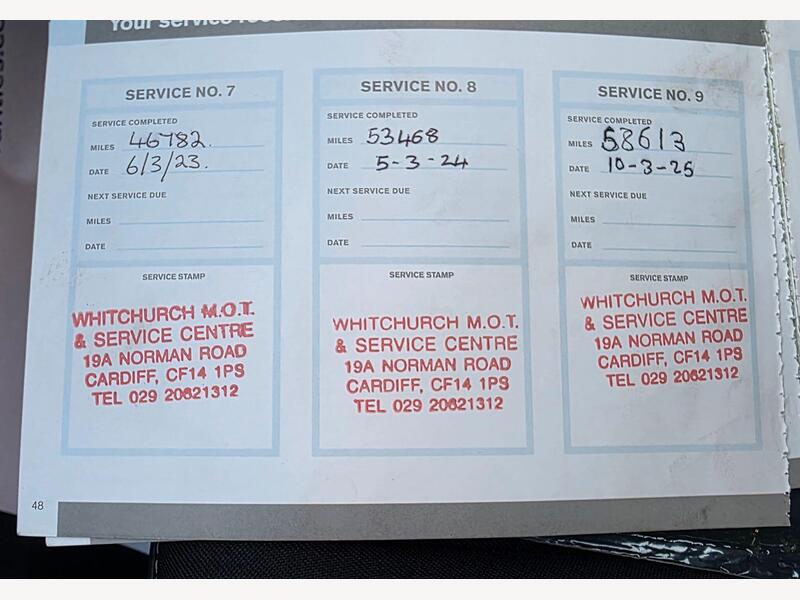 Your service
SERVICE NO. 7
SERVICE COMPLETED
MILES 46782.
DATE 6/3/23.
NEXT SERVICE DUE
MILES
DATE
SERVICE STAMP
WHITCHURCH M.O.T.
& SERVICE CENTRE
19A NORMAN ROAD
CARDIFF, CF14 1PS
TEL 029 20621312
SERVICE NO. 8
SERVICE COMPLETED
MILES 53468
DATE 5-3-24
NEXT SERVICE DUE
MILES
DATE
SERVICE STAMP
WHITCHURCH M.O.T.
& SERVICE CENTRE
19A NORMAN ROAD
CARDIFF, CF14 1PS
TEL 029 20621312
SERVICE NO. 9
SERVICE COMPLETED
MILES 58613
DATE 10-3-25
NEXT SERVICE DUE
MILES
DATE
SERVICE STAMP
WHITCHURCH M.O.T.
& SERVICE CENTRE
19A NORMAN ROAD
CARDIFF, CF14 1PS
TEL 029 20621312
48